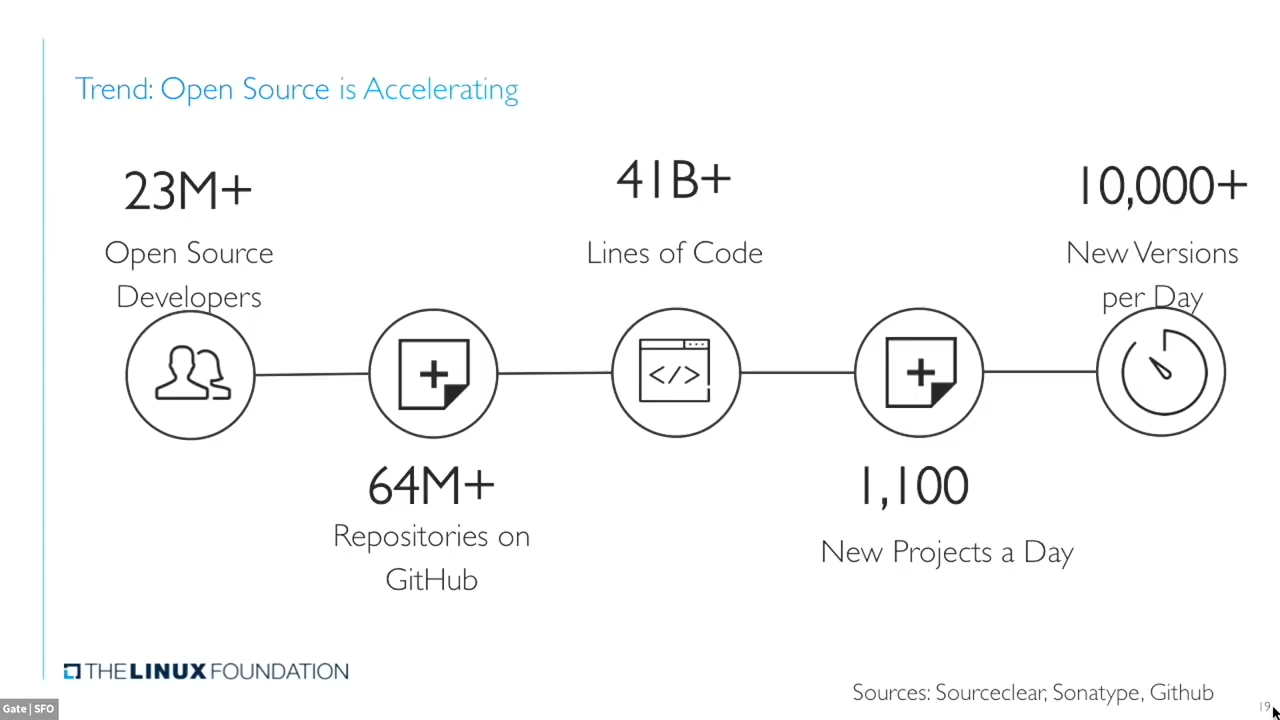 Trend: Open Source is Accelerating
23M+
Open Source
Developers
64M+
Repositories on
GitHub
41B+
Lines of Code
</>
1,100
New Projects a Day
10,000+
New Versions
per Day
THE LINUX FOUNDATION
Sources: Sourceclear, Sonatype, Github
19
Gate | SFO